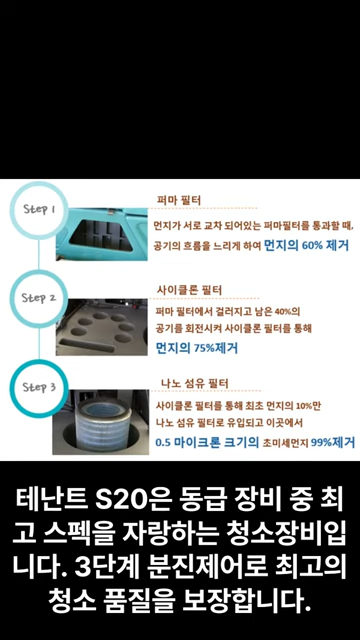 Step 1
퍼마 필터
먼지가 서로 교차 되어있는 퍼마필터를 통과할 때,
공기의 흐름을 느리게 하여 먼지의 60% 제거
Step 2
사이클론 필터
퍼마 필터에서 걸러지고 남은 40%의
공기를 회전시켜 사이클론 필터를 통해
먼지의 75%제거
Step 3
나노 섬유 필터
사이클론 필터를 통해 최초 먼지의 10%만
나노 섬유 필터로 유입되고 이곳에서
0.5 마이크론 크기의 초미세먼지 99%제거
테난트 S20은 동급 장비 중 최
고 스펙을 자랑하는 청소장비입
니다. 3단계 분진제어로 최고의
청소 품질을 보장합니다.